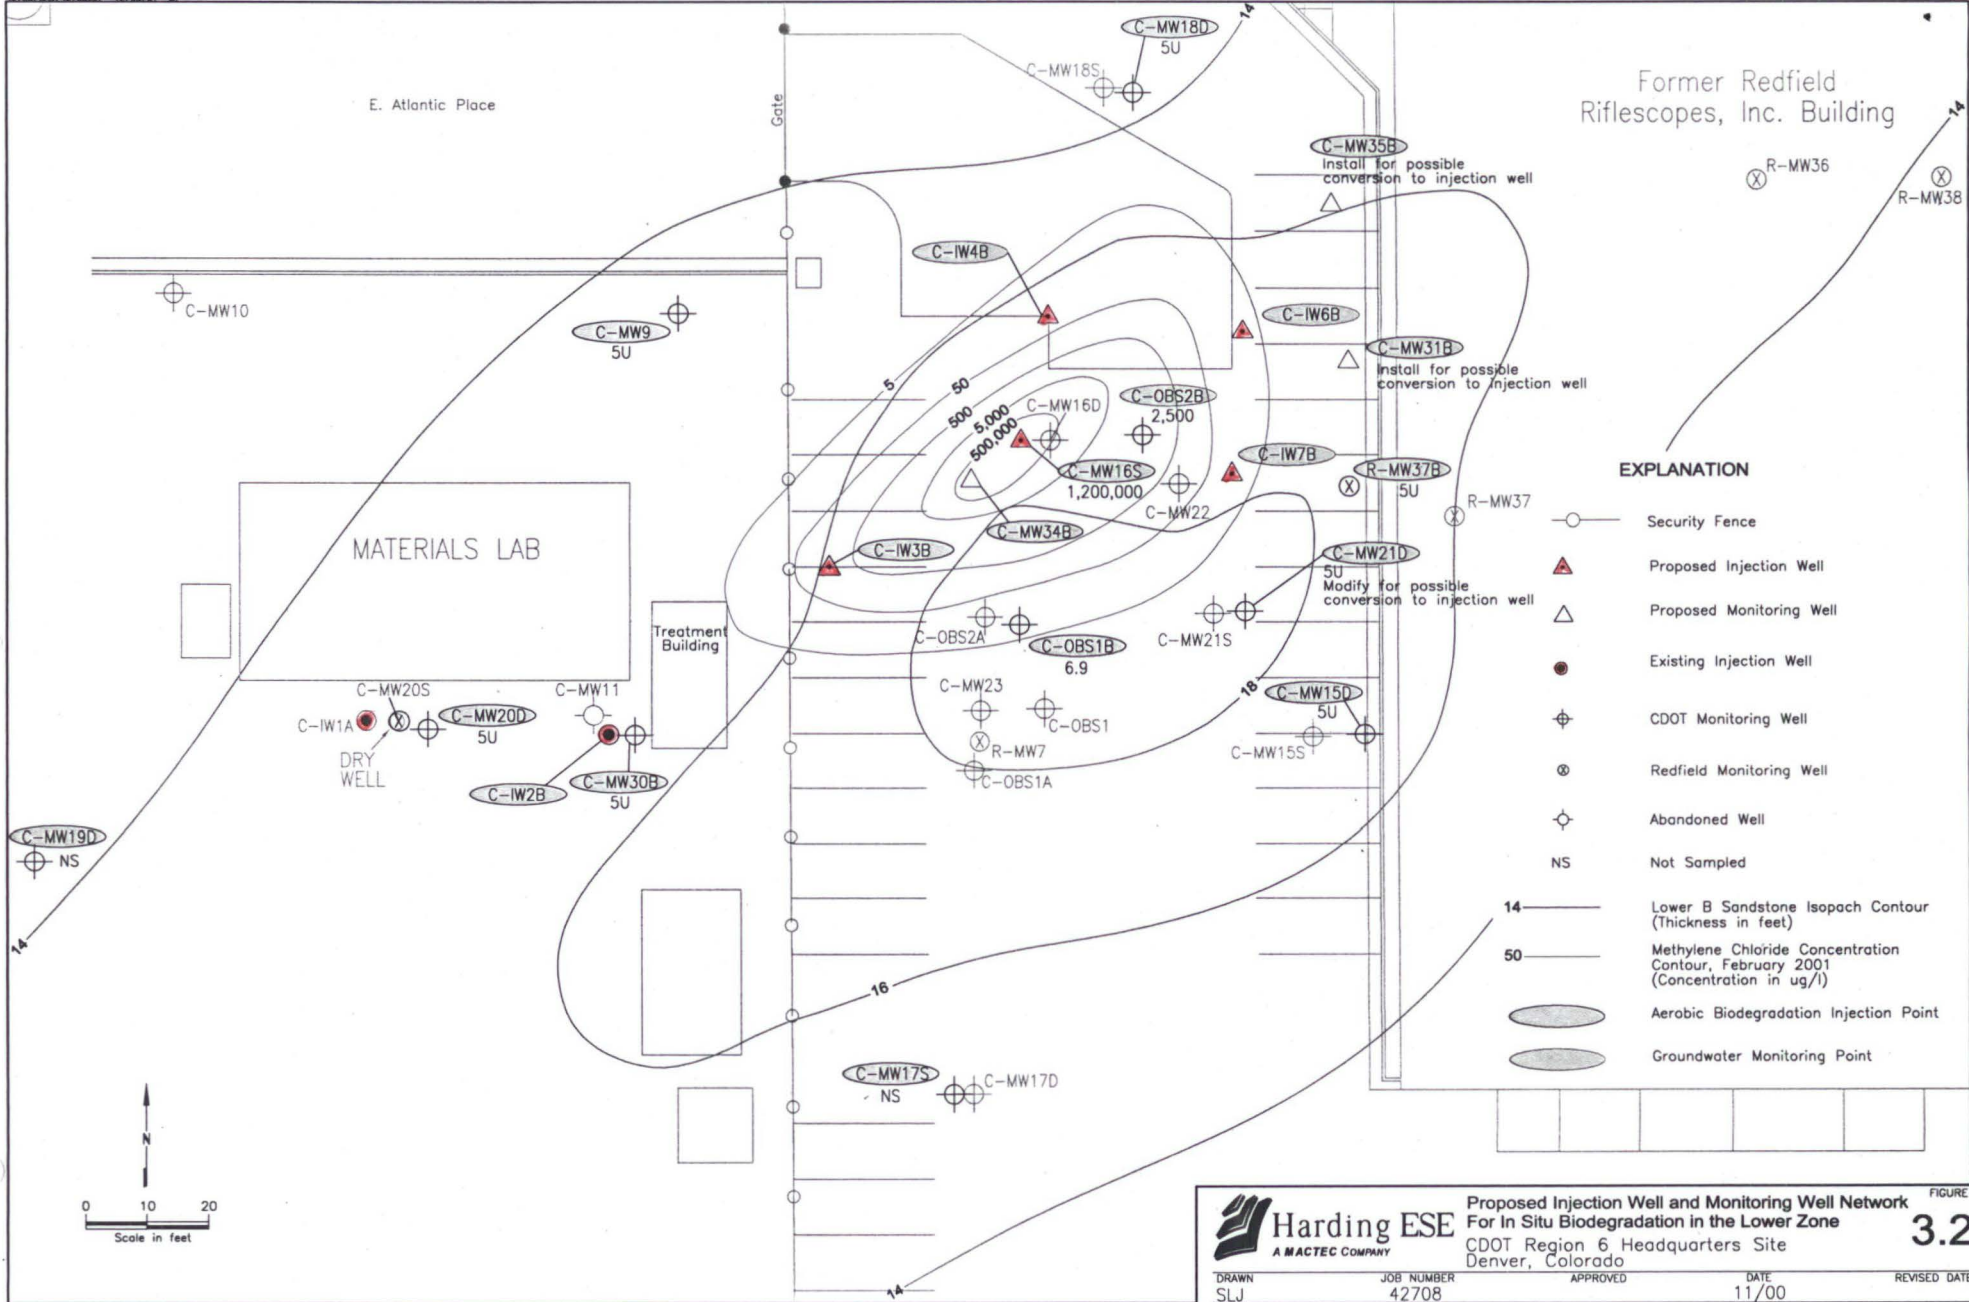 E. Atlantic Place
Gate
C-MW18D
5U
C-MW18S
14
Former Redfield
Riflescopes, Inc. Building
14
C-MW35B
Install for possible
conversion to injection well
R-MW36
R-MW38
C-MW10
C-MW9
5U
C-IW4B
C-IW6B
C-MW31B
Install for possible
conversion to injection well
5
50
500
5,000
500,000
C-MW16D
C-OBS2B
2,500
C-MW16S
1,200,000
C-IW7B
R-MW37B
5U
C-MW22
R-MW37
C-MW34B
C-IW3B
C-MW21D
5U
Modify for possible
conversion to injection well
MATERIALS LAB
Treatment
Building
C-OBS2A
C-OBS1B
6.9
C-MW21S
C-MW20S
C-MW11
C-IW1A
C-MW20D
5U
DRY
WELL
C-IW2B
C-MW30B
5U
C-MW23
C-OBS1
R-MW7
C-OBS1A
18
C-MW15D
5U
C-MW15S
C-MW19D
NS
14
16
C-MW17S
NS
C-MW17D
14
N
0 10 20
Scale in feet
EXPLANATION
Security Fence
Proposed Injection Well
Proposed Monitoring Well
Existing Injection Well
CDOT Monitoring Well
Redfield Monitoring Well
Abandoned Well
NS Not Sampled
14 Lower B Sandstone Isopach Contour
(Thickness in feet)
50 Methylene Chloride Concentration
Contour, February 2001
(Concentration in ug/l)
Aerobic Biodegradation Injection Point
Groundwater Monitoring Point
Harding ESE
A MACTEC COMPANY
Proposed Injection Well and Monitoring Well Network
For In Situ Biodegradation in the Lower Zone
CDOT Region 6 Headquarters Site
Denver, Colorado
FIGURE
3.2
DRAWN JOB NUMBER APPROVED DATE REVISED DATE
SLJ 42708 11/00